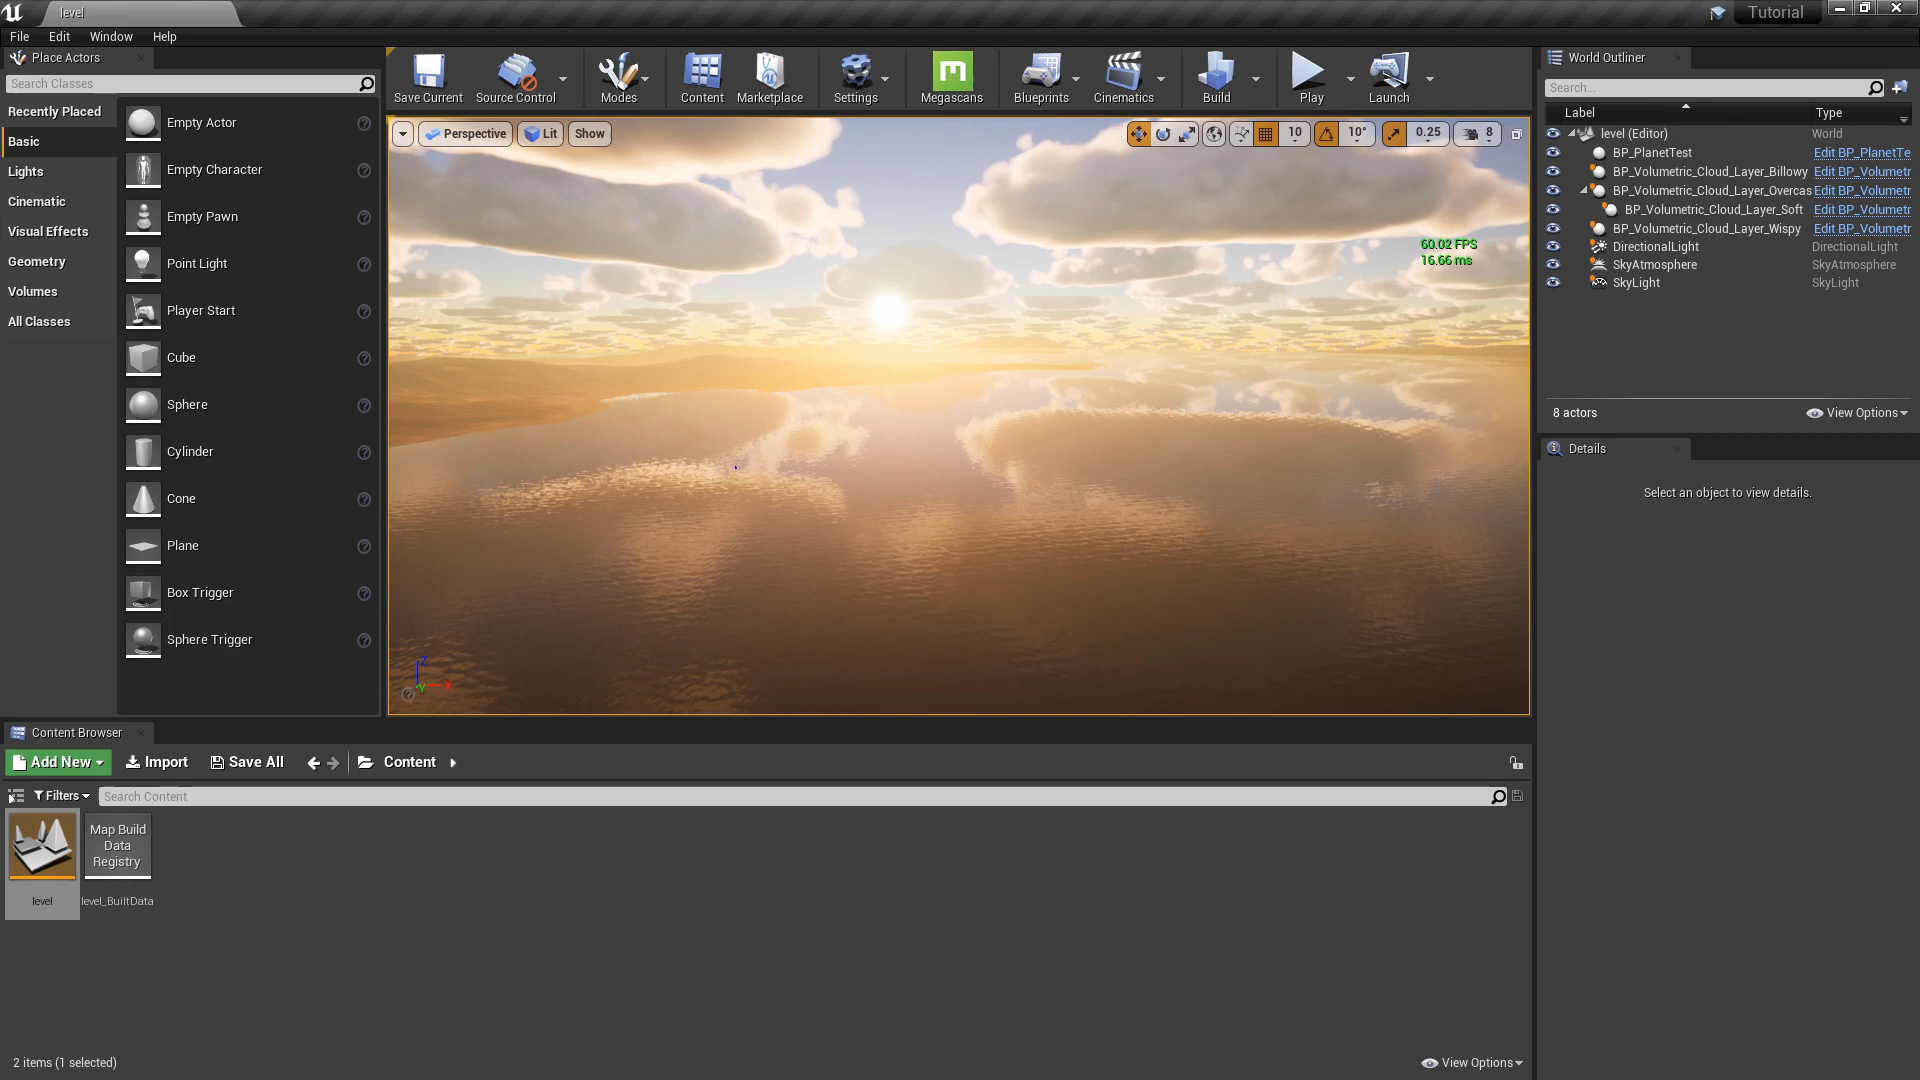 level
Tutorial
File Edit Window Help
Place Actors
Search Classes
Recently Placed
Basic
Lights
Cinematic
Visual Effects
Geometry
Volumes
All Classes
Empty Actor
Empty Character
Empty Pawn
Point Light
Player Start
Cube
Sphere
Cylinder
Cone
Plane
Box Trigger
Sphere Trigger
Save Current Source Control Modes Content Marketplace Settings Megascans Blueprints Cinematics Build Play Launch
Perspective Lit Show
10 10° 0.25 8
60.02 FPS
16.66 ms
Z
Y X
World Outliner
Search...
Label Type
level (Editor) World
BP_PlanetTest Edit BP_PlanetTe
BP_Volumetric_Cloud_Layer_Billowy Edit BP_Volumetr
BP_Volumetric_Cloud_Layer_Overcas Edit BP_Volumetr
BP_Volumetric_Cloud_Layer_Soft Edit BP_Volumetr
BP_Volumetric_Cloud_Layer_Wispy Edit BP_Volumetr
DirectionalLight DirectionalLight
SkyAtmosphere SkyAtmosphere
SkyLight SkyLight
8 actors View Options
Details
Select an object to view details.
Content Browser
Add New Import Save All Content
Filters Search Content
Map Build
Data
Registry
level level_BuiltData
2 items (1 selected) View Options